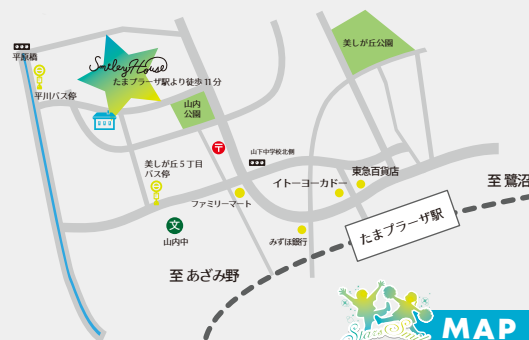 平原橋
平川バス停
Smiley House
たまプラーザ駅より徒歩11分
美しが丘公園
山内
公園
〒
山下中学校北側
美しが丘5丁目
バス停
イトーヨーカドー
東急百貨店
至 鷺沼
ファミリーマート
文
山内中
みずほ銀行
たまプラーザ駅
至 あざみ野
MAP